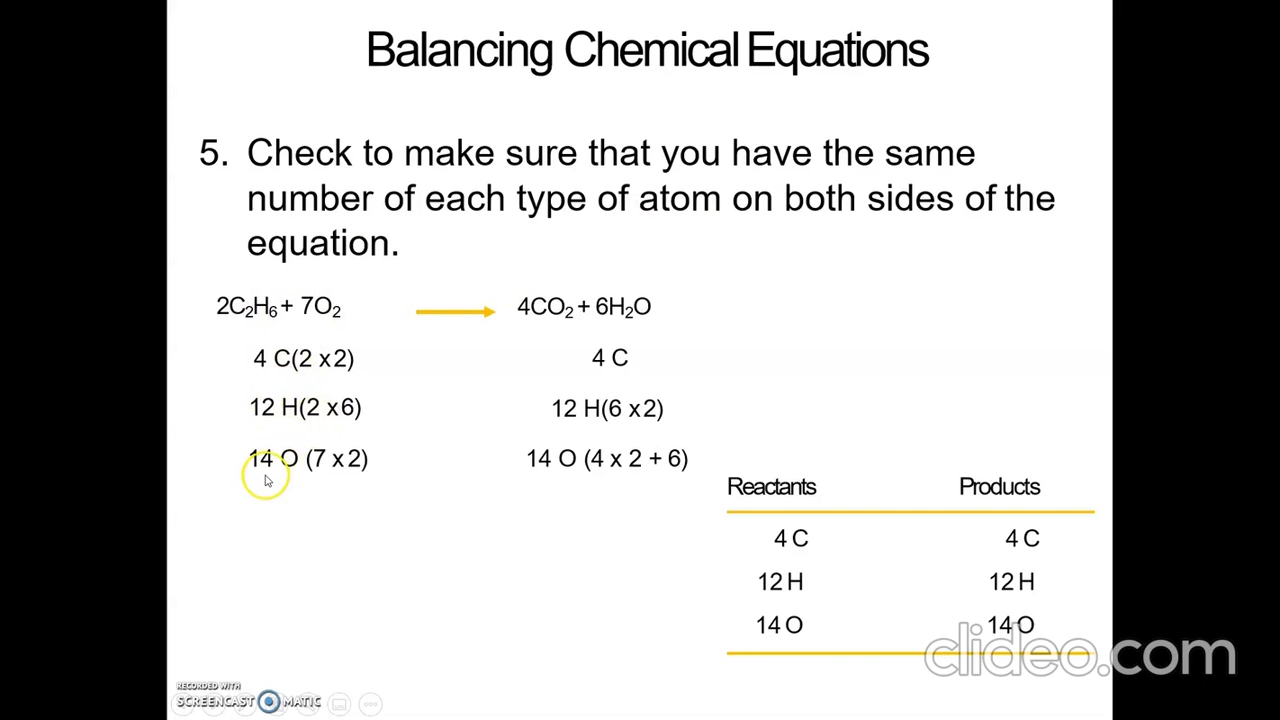 Balancing Chemical Equations
5. Check to make sure that you have the same
number of each type of atom on both sides of the
equation.
2C₂H₆ + 7O₂ → 4CO₂ + 6H₂O
4 C(2 x 2) 4 C
12 H(2 x 6) 12 H(6 x 2)
14 O (7 x 2) 14 O (4 x 2 + 6)
Reactants Products
4 C 4 C
12 H 12 H
14 O 14 O
clideo.com
RECORDED WITH
SCREENCAST MATIC